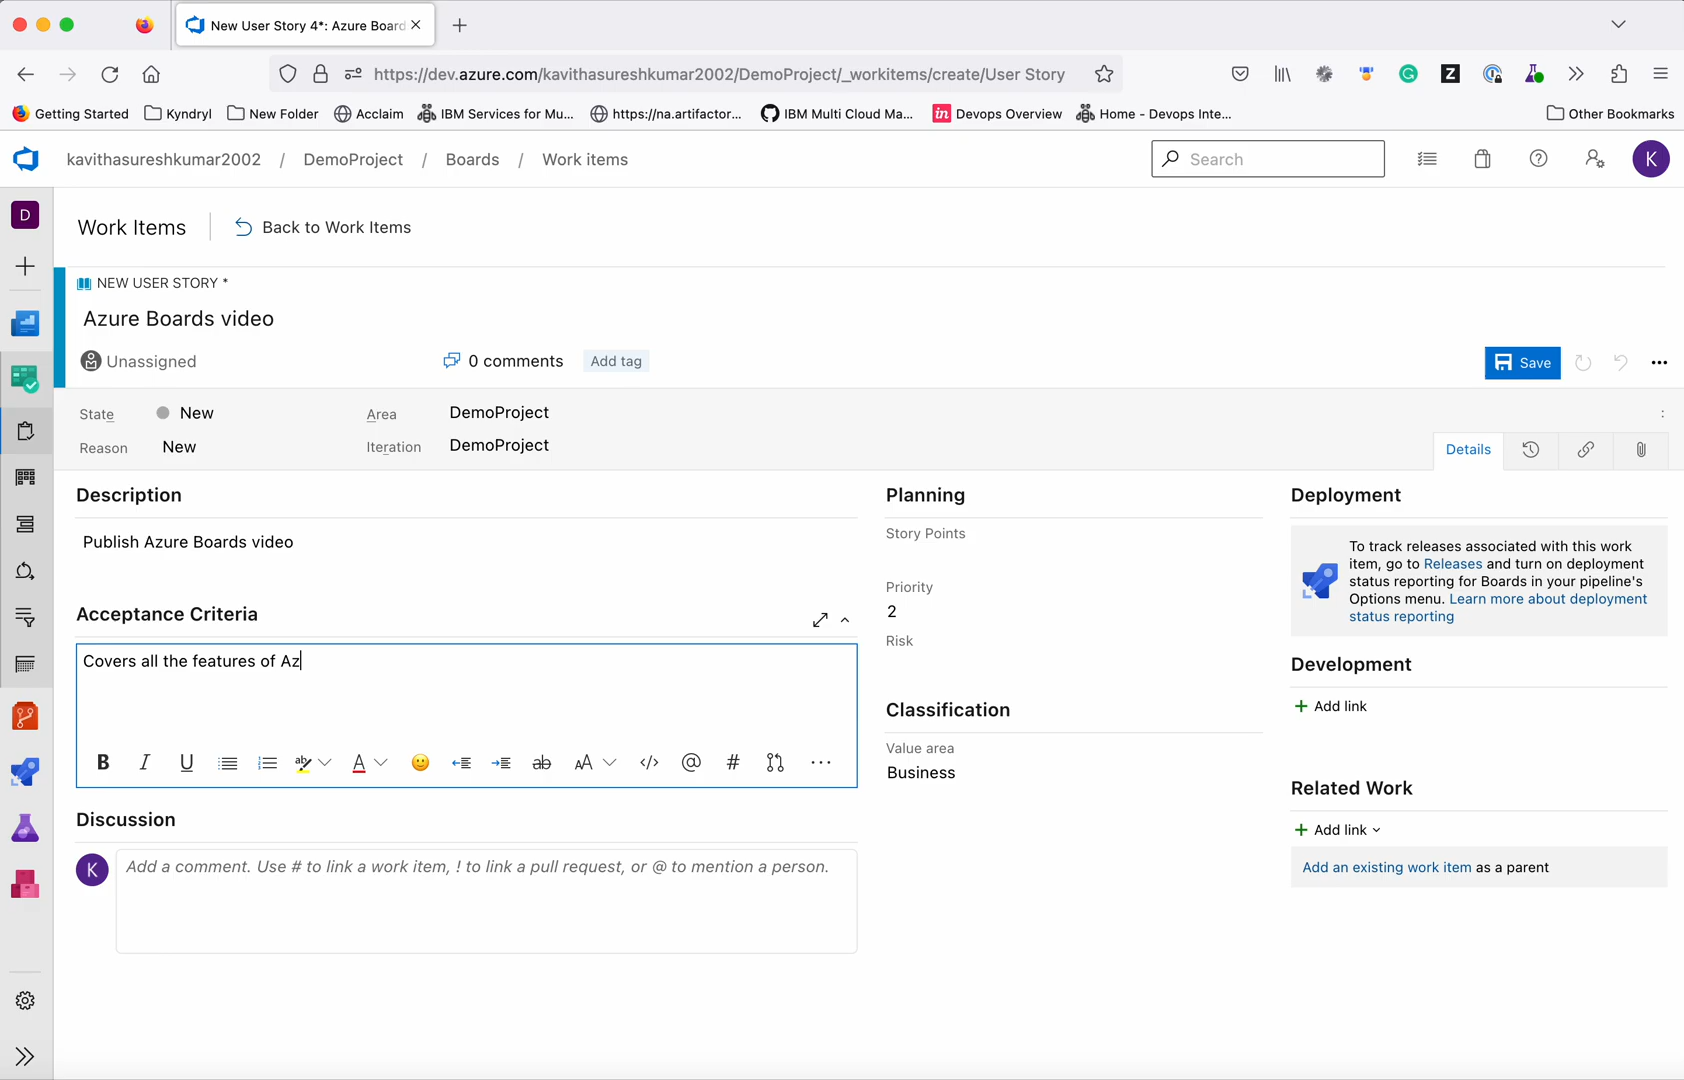 New User Story 4*: Azure Board
https://dev.azure.com/kavithasureshkumar2002/DemoProject/_workitems/create/User Story
Getting Started
Kyndryl
New Folder
Acclaim
IBM Services for Mu...
https://na.artifactor...
IBM Multi Cloud Ma...
Devops Overview
Home - Devops Inte...
Other Bookmarks
kavithasureshkumar2002 / DemoProject / Boards / Work items
Search
K
D
Work Items
Back to Work Items
NEW USER STORY *
Azure Boards video
Unassigned
0 comments
Add tag
Save
State New
Area DemoProject
Reason New
Iteration DemoProject
Details
Description
Publish Azure Boards video
Acceptance Criteria
Covers all the features of Az
Discussion
K
Add a comment. Use # to link a work item, ! to link a pull request, or @ to mention a person.
Planning
Story Points
Priority
2
Risk
Classification
Value area
Business
Deployment
To track releases associated with this work
item, go to Releases and turn on deployment
status reporting for Boards in your pipeline's
Options menu. Learn more about deployment
status reporting
Development
Add link
Related Work
Add link
Add an existing work item as a parent